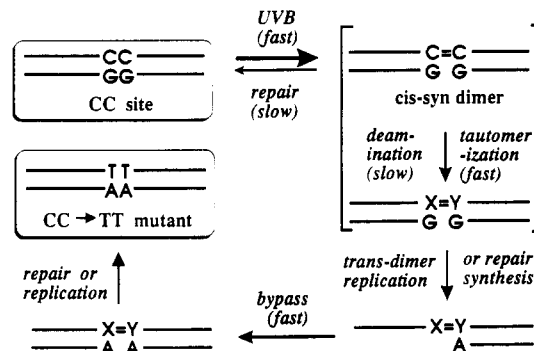 UVB
(fast)
CC
GG
CC site
repair
(slow)
C=C
G G
cis-syn dimer
deam-
ination
(slow)
tautomer
-ization
(fast)
X=Y
G G
TT
AA
CC → TT mutant
repair or
replication
trans-dimer
replication
or repair
synthesis
bypass
(fast)
X=Y
A A
X=Y
A